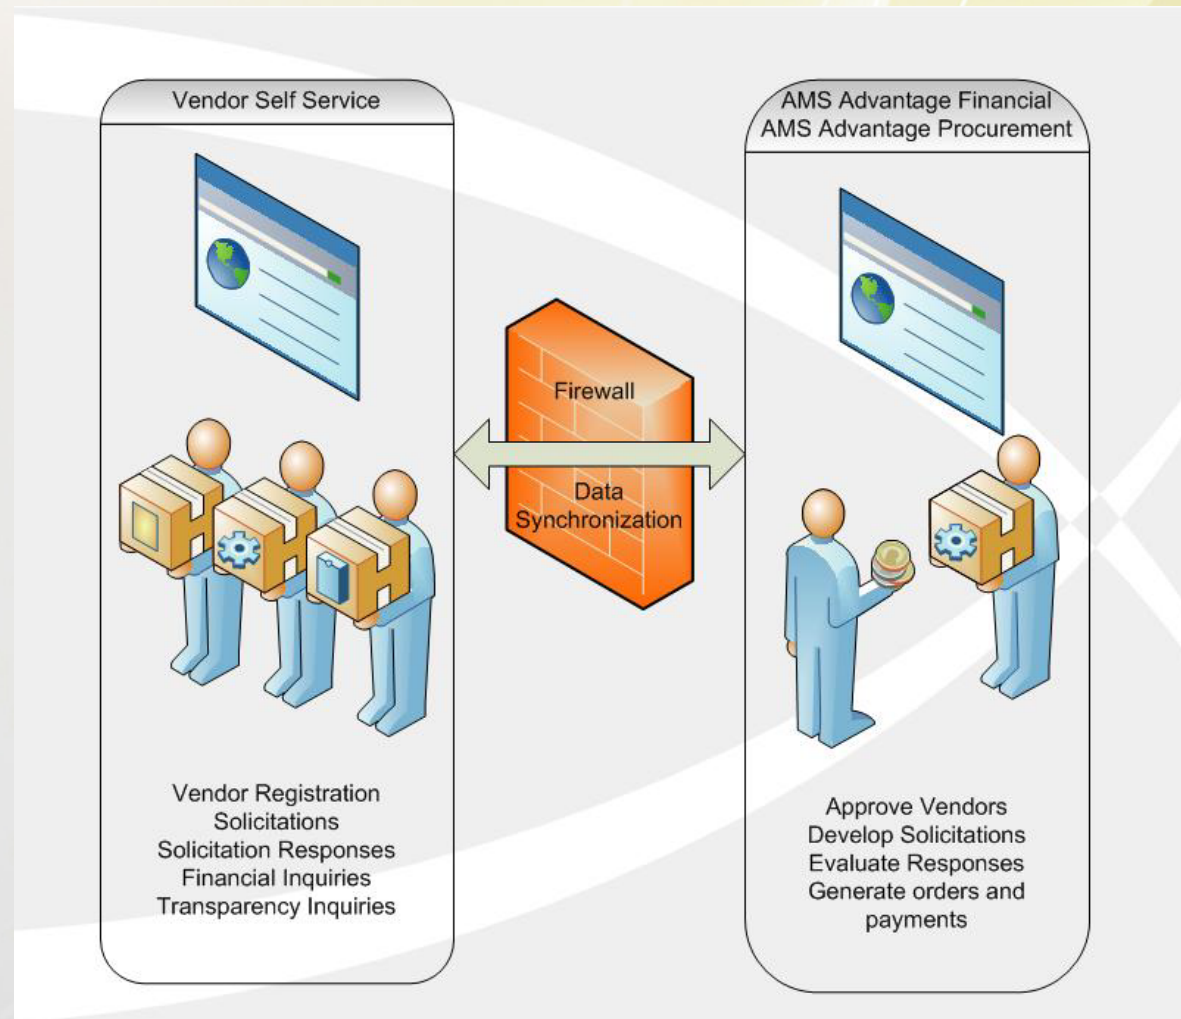 Vendor Self Service
AMS Advantage Financial
AMS Advantage Procurement
Firewall
Data
Synchronization
Vendor Registration
Solicitations
Solicitation Responses
Financial Inquiries
Transparency Inquiries
Approve Vendors
Develop Solicitations
Evaluate Responses
Generate orders and
payments